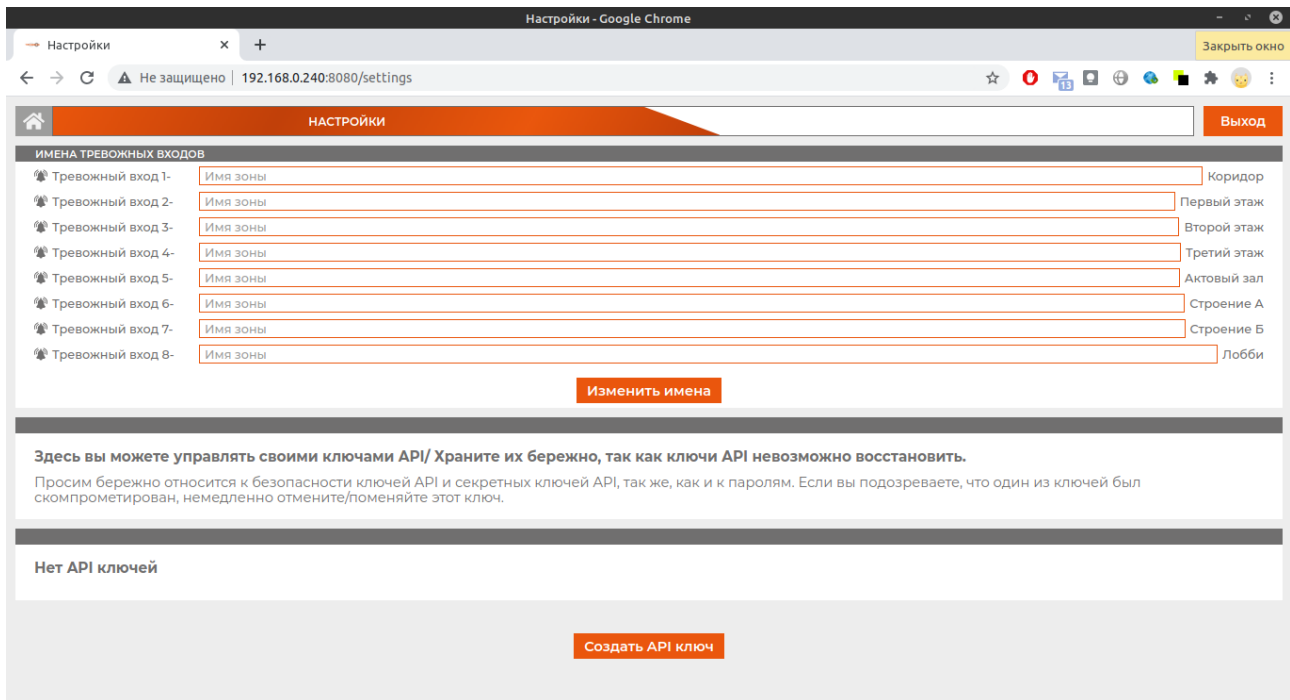 Настройки - Google Chrome
Настройки
Закрыть окно
Не защищено 192.168.0.240:8080/settings
13
НАСТРОЙКИ
Выход
ИМЕНА ТРЕВОЖНЫХ ВХОДОВ
Тревожный вход 1- Имя зоны Коридор
Тревожный вход 2- Имя зоны Первый этаж
Тревожный вход 3- Имя зоны Второй этаж
Тревожный вход 4- Имя зоны Третий этаж
Тревожный вход 5- Имя зоны Актовый зал
Тревожный вход 6- Имя зоны Строение А
Тревожный вход 7- Имя зоны Строение Б
Тревожный вход 8- Имя зоны Лобби
Изменить имена
Здесь вы можете управлять своими ключами API/ Храните их бережно, так как ключи API невозможно восстановить.
Просим бережно относится к безопасности ключей API и секретных ключей API, так же, как и к паролям. Если вы подозреваете, что один из ключей был
скомпрометирован, немедленно отмените/поменяйте этот ключ.
Нет API ключей
Создать API ключ